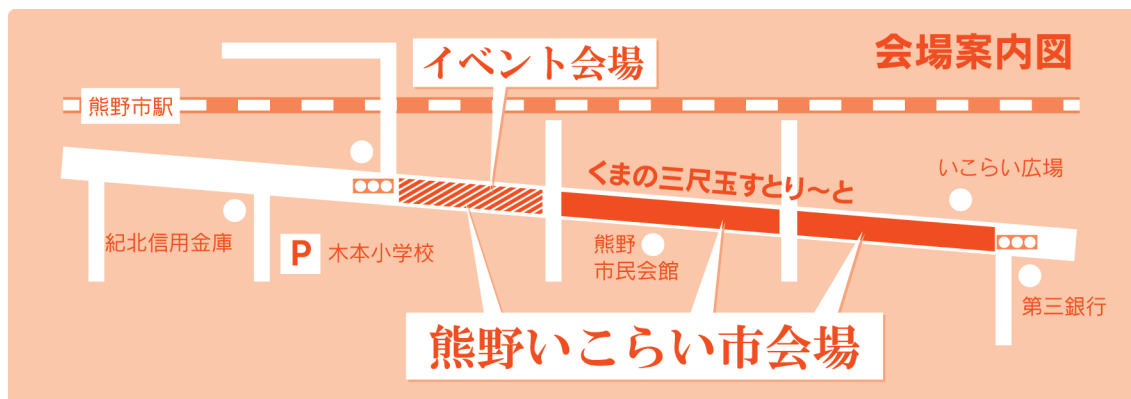 会場案内図
イベント会場
熊野市駅
くまの三尺玉すとり～と
いこらい広場
紀北信用金庫
P
木本小学校
熊野
市民会館
第三銀行
熊野いこらい市会場